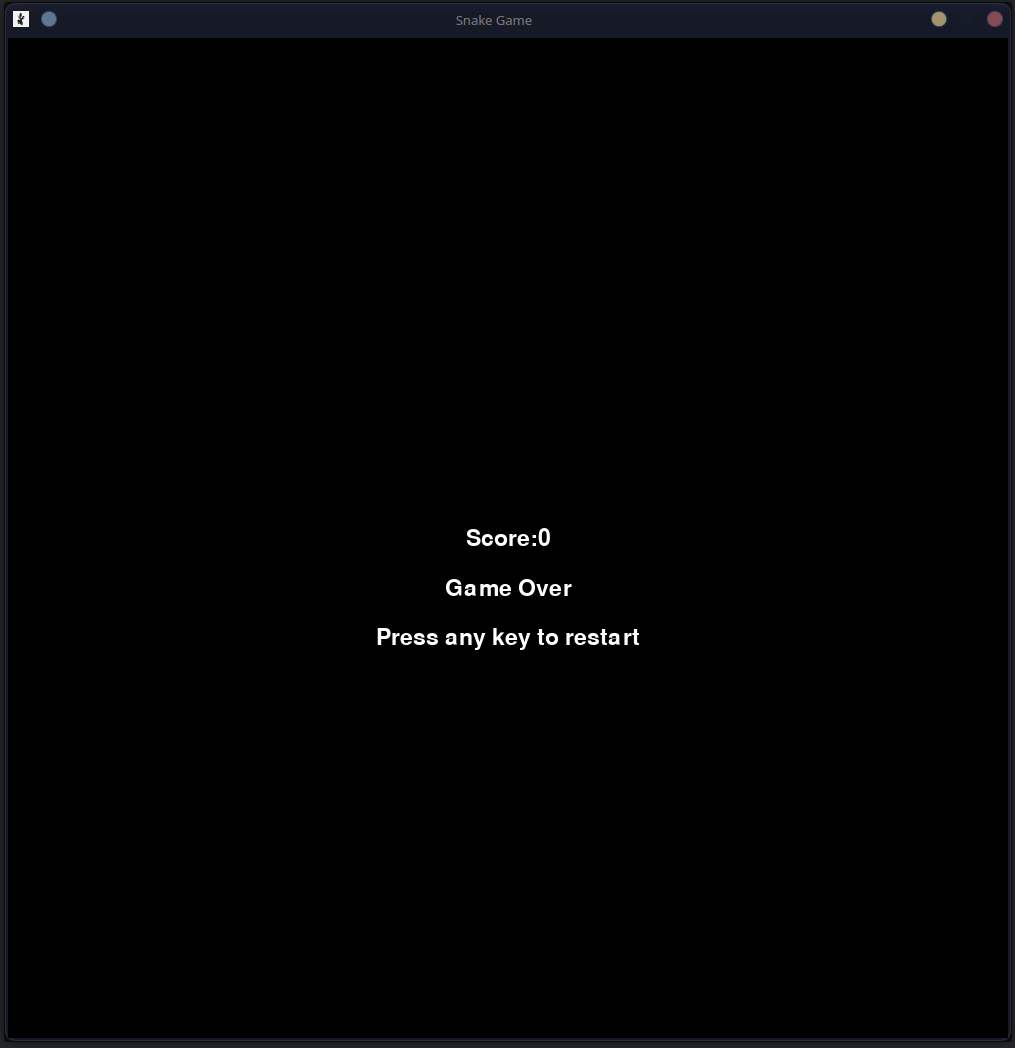 Snake Game
Score:0
Game Over
Press any key to restart